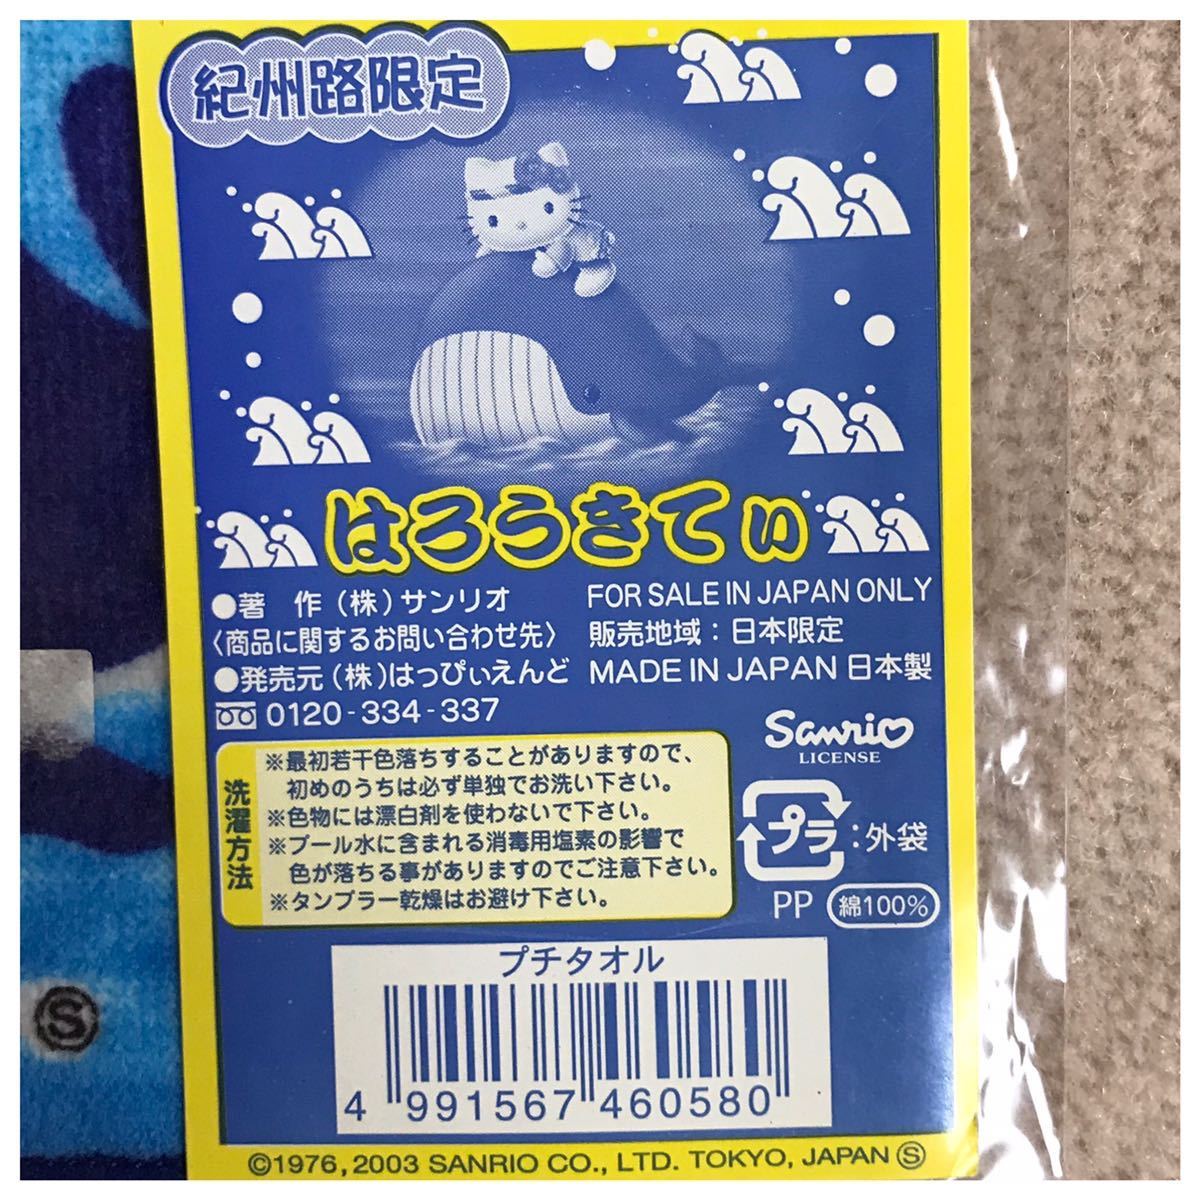 紀州路限定
はろうきてぃ
●著　作（株）サンリオ
〈商品に関するお問い合わせ先〉
●発売元（株）はっぴぃえんど
0120-334-337
FOR SALE IN JAPAN ONLY
販売地域：日本限定
MADE IN JAPAN 日本製
Sanrio
LICENSE
洗濯方法
※最初若干色落ちすることがありますので、
初めのうちは必ず単独でお洗い下さい。
※色物には漂白剤を使わないで下さい。
※プール水に含まれる消毒用塩素の影響で
色が落ちる事がありますのでご注意下さい。
※タンブラー乾燥はお避け下さい。
プラ：外袋
PP 綿100%
プチタオル
4 991567 460580
©1976,2003 SANRIO CO., LTD. TOKYO, JAPAN Ⓢ
Ⓢ